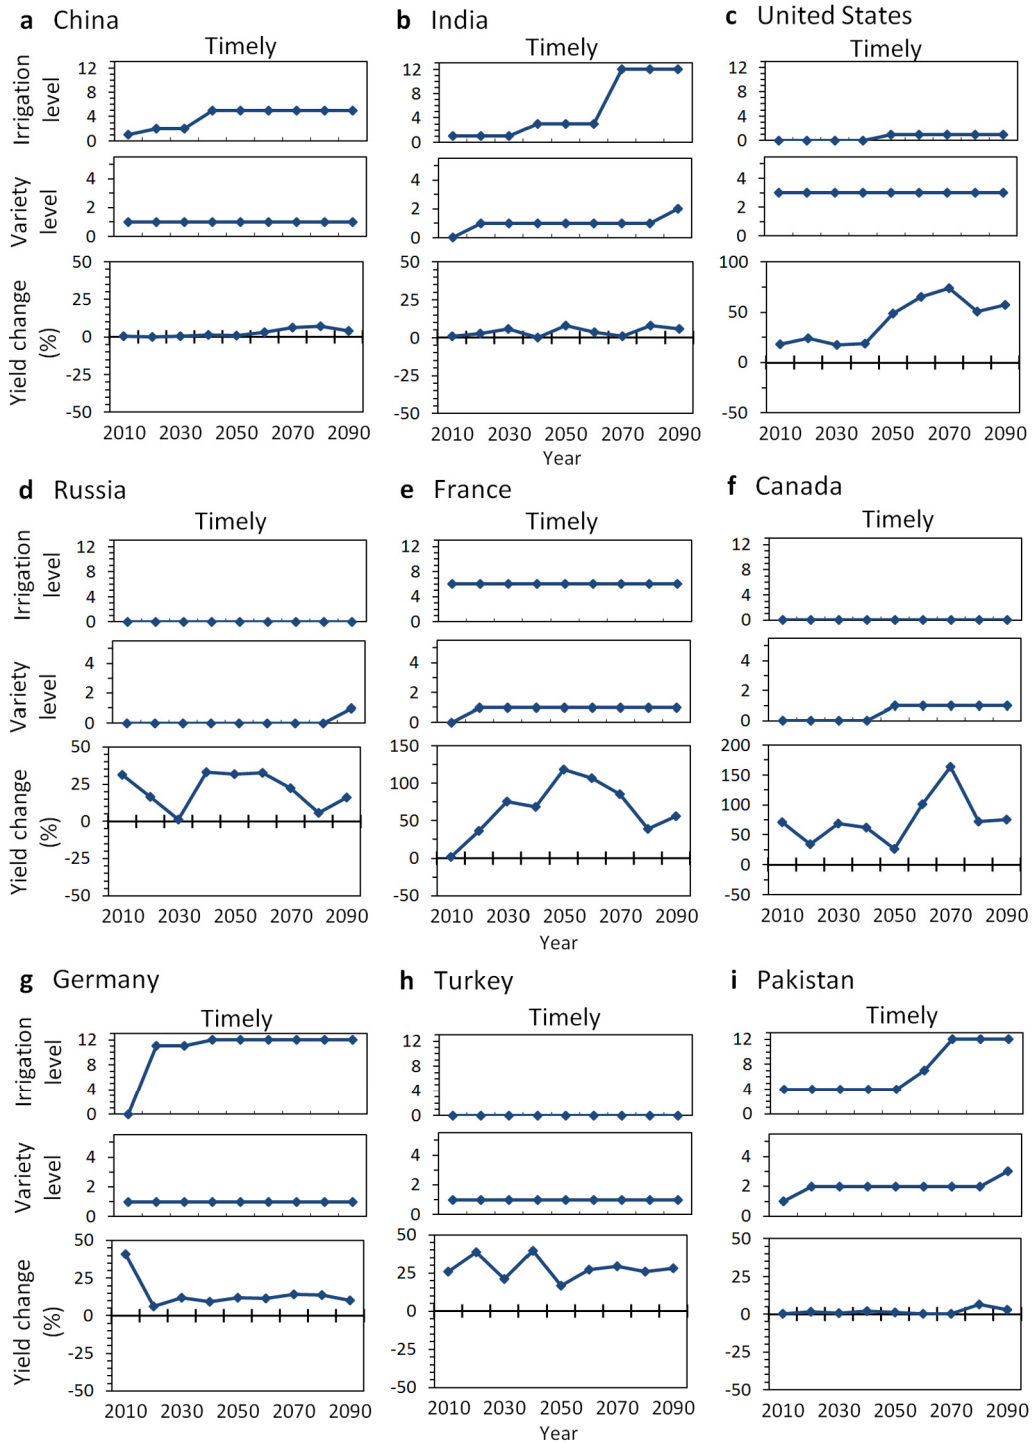 a China
Timely
Irrigation level
12
8
4
0
Variety level
4
2
0
Yield change (%)
50
25
0
-25
-50
2010 2030 2050 2070 2090
b India
Timely
12
8
4
0
4
2
0
50
25
0
-25
-50
2010 2030 2050 2070 2090
Year
c United States
Timely
12
8
4
0
4
2
0
100
50
0
-50
2010 2030 2050 2070 2090
d Russia
Timely
Irrigation level
12
8
4
0
Variety level
4
2
0
Yield change (%)
50
25
0
-25
-50
2010 2030 2050 2070 2090
e France
Timely
12
8
4
0
4
2
0
150
100
50
0
-50
2010 2030 2050 2070 2090
Year
f Canada
Timely
12
8
4
0
4
2
0
200
150
100
50
0
-50
2010 2030 2050 2070 2090
g Germany
Timely
Irrigation level
12
8
4
0
Variety level
4
2
0
Yield change (%)
50
25
0
-25
-50
2010 2030 2050 2070 2090
h Turkey
Timely
12
8
4
0
4
2
0
50
25
0
-25
-50
2010 2030 2050 2070 2090
Year
i Pakistan
Timely
12
8
4
0
4
2
0
50
25
0
-25
-50
2010 2030 2050 2070 2090